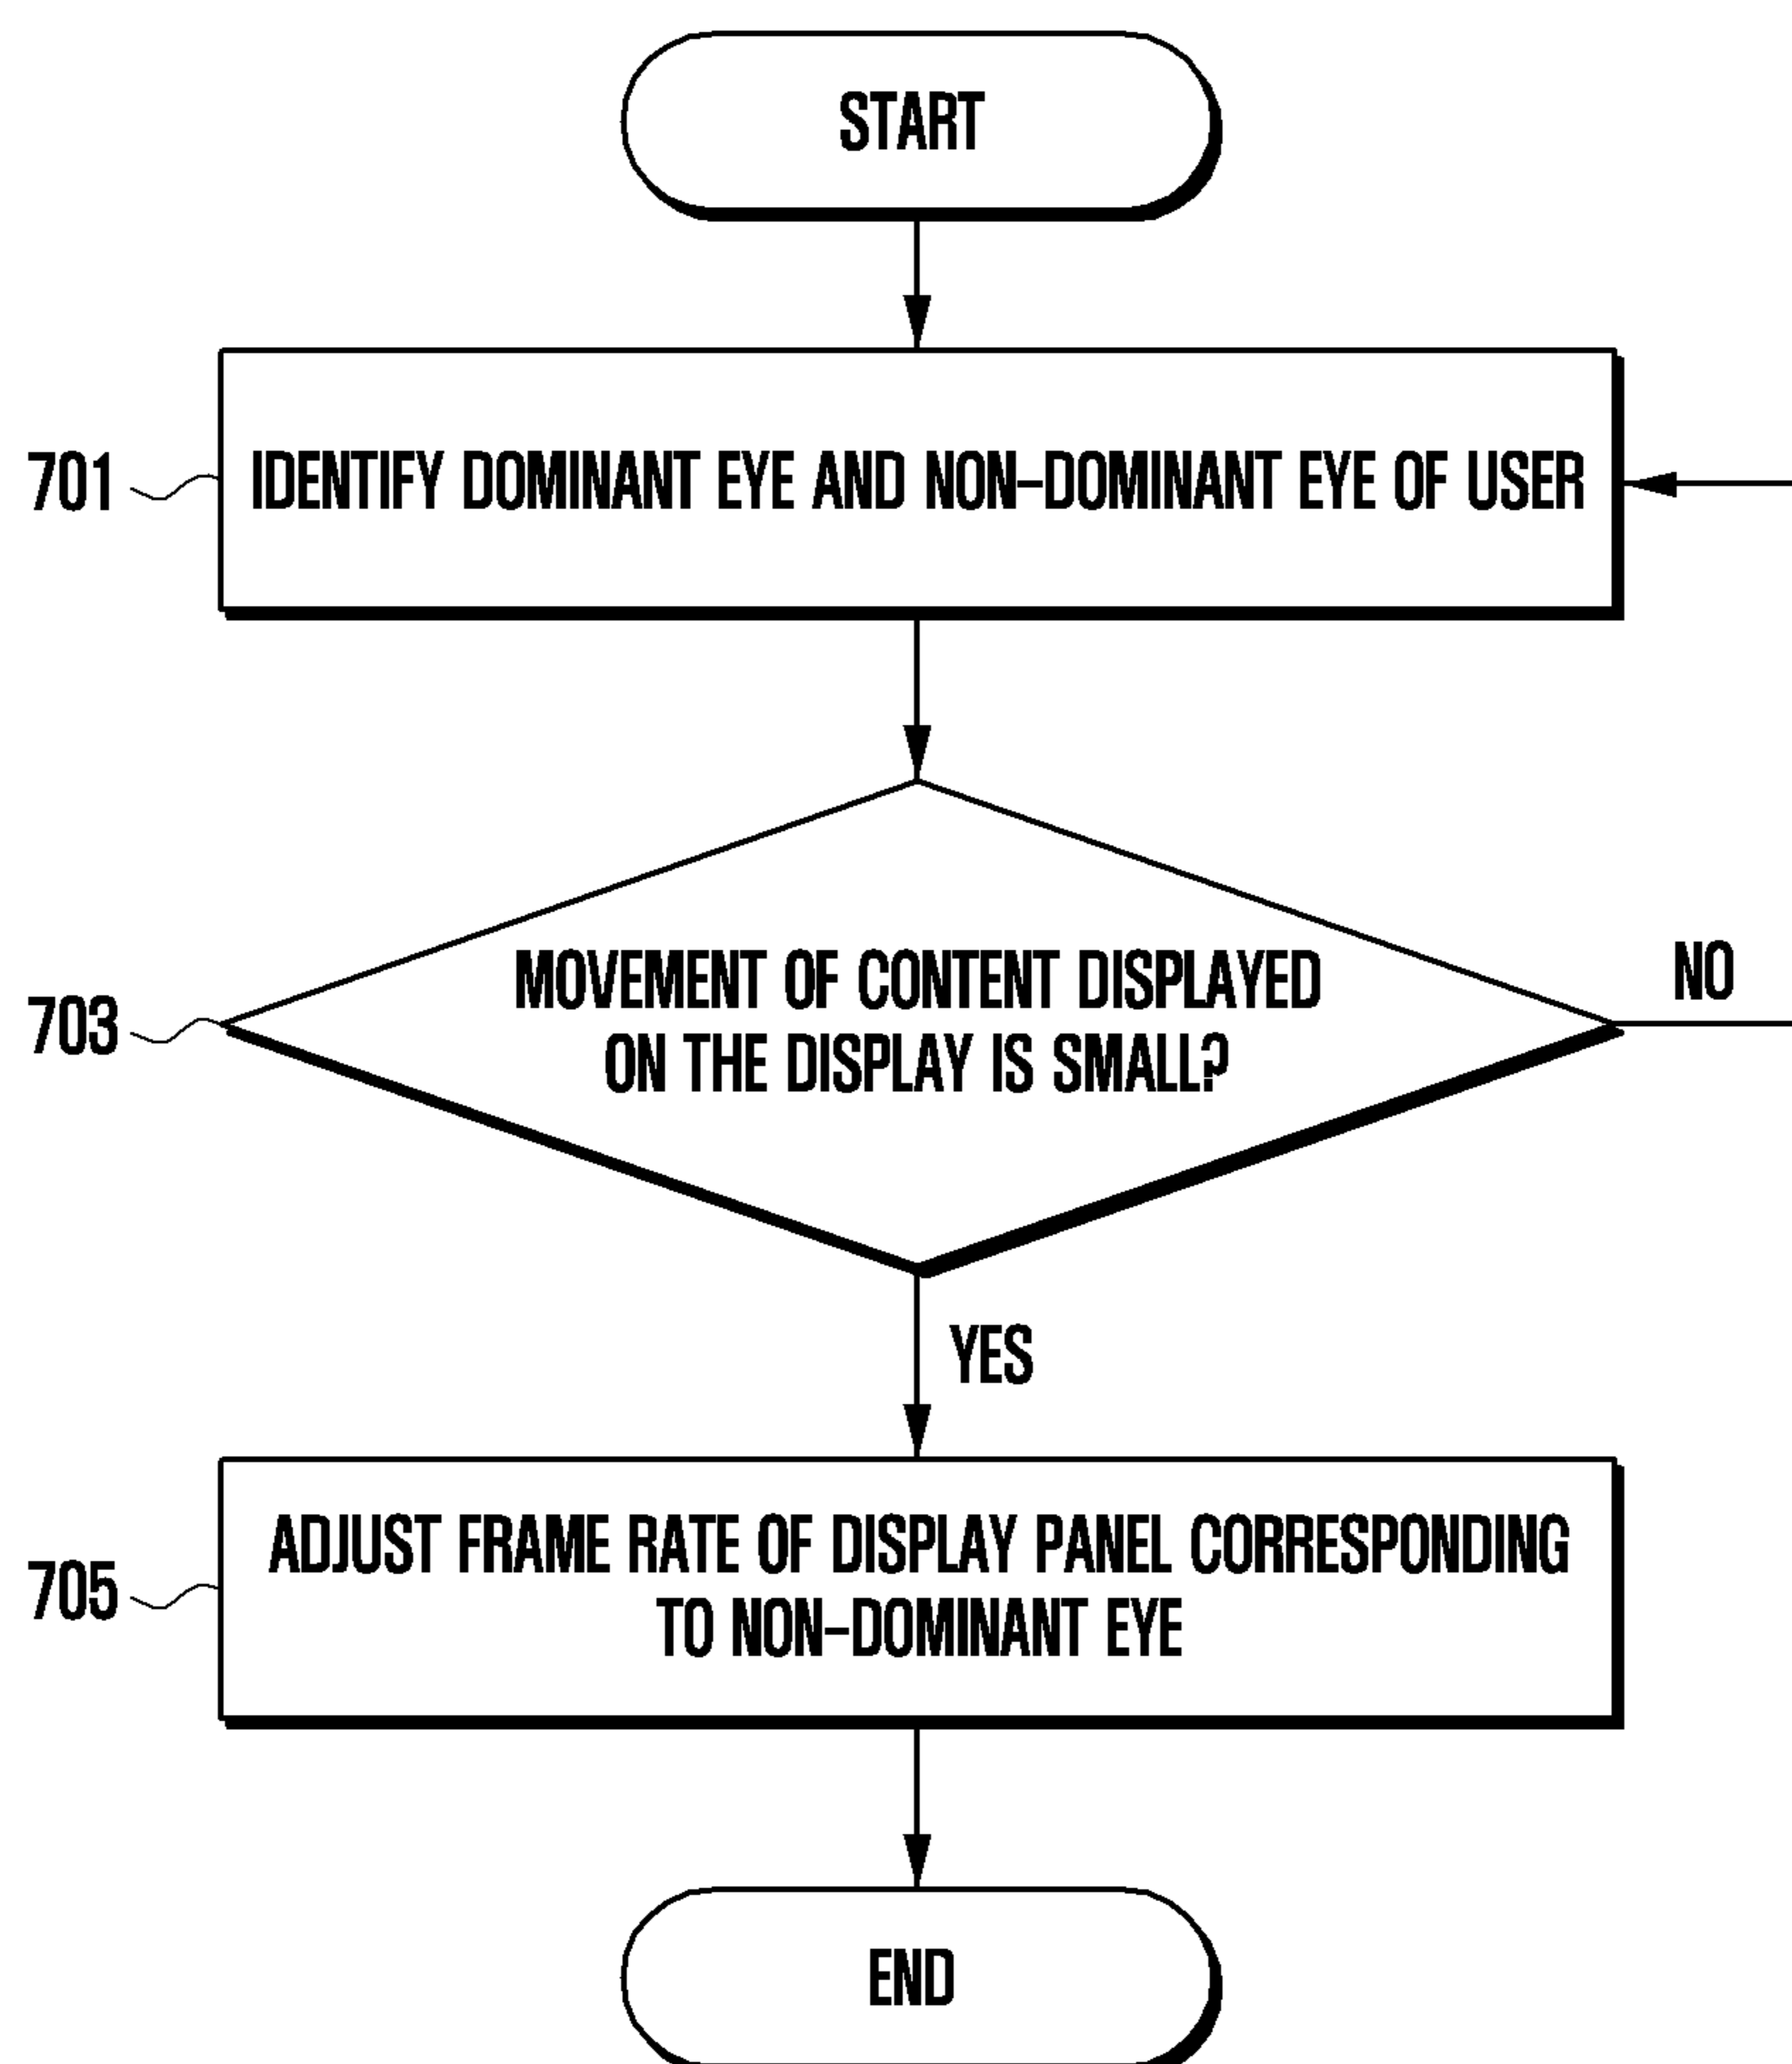 START
701
IDENTIFY DOMINANT EYE AND NON-DOMINANT EYE OF USER
703
MOVEMENT OF CONTENT DISPLAYED
ON THE DISPLAY IS SMALL?
NO
YES
705
ADJUST FRAME RATE OF DISPLAY PANEL CORRESPONDING
TO NON-DOMINANT EYE
END